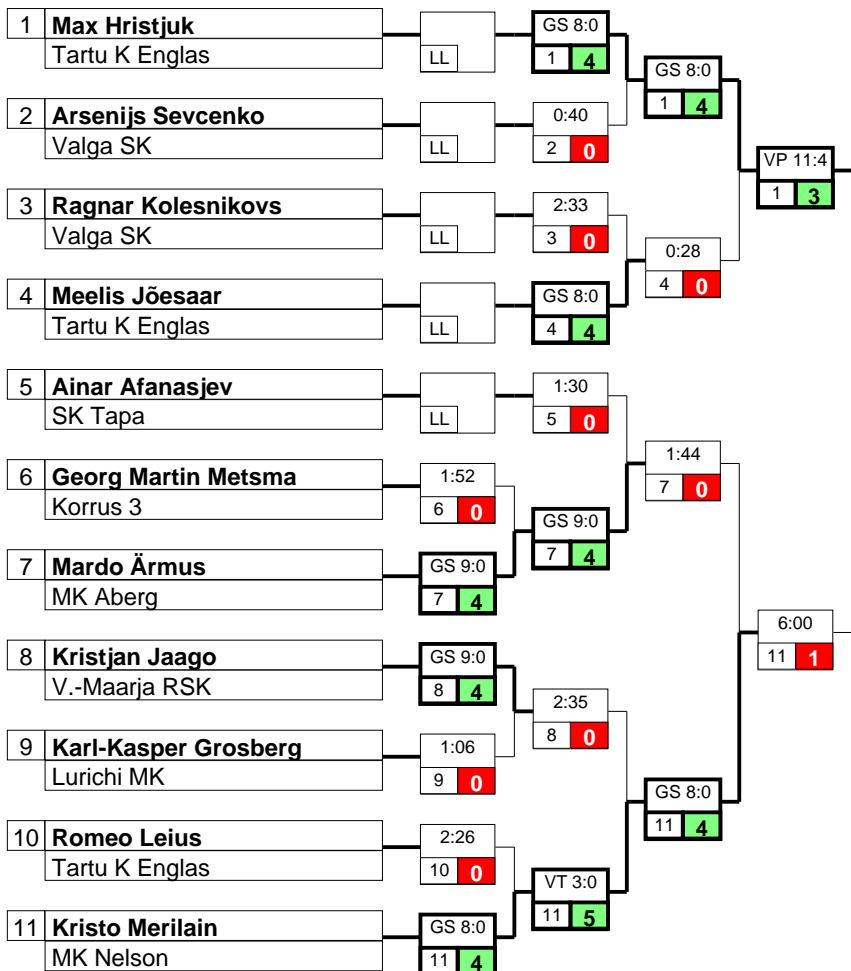 1 Max Hristjuk
Tartu K Englas
LL
GS 8:0
1 4
GS 8:0
1 4
2 Arsenijs Sevcenko
Valga SK
LL
0:40
2 0
VP 11:4
1 3
3 Ragnar Kolesnikovs
Valga SK
LL
2:33
3 0
0:28
4 0
4 Meelis Jõesaar
Tartu K Englas
LL
GS 8:0
4 4
5 Ainar Afanasjev
SK Tapa
LL
1:30
5 0
1:44
7 0
6 Georg Martin Metsma
Korrus 3
1:52
6 0
GS 9:0
7 4
7 Mardo Ärmus
MK Aberg
GS 9:0
7 4
6:00
11 1
8 Kristjan Jaago
V.-Maarja RSK
GS 9:0
8 4
2:35
8 0
9 Karl-Kasper Grosberg
Lurichi MK
1:06
9 0
GS 8:0
11 4
10 Romeo Leius
Tartu K Englas
2:26
10 0
VT 3:0
11 5
11 Kristo Merilain
MK Nelson
GS 8:0
11 4